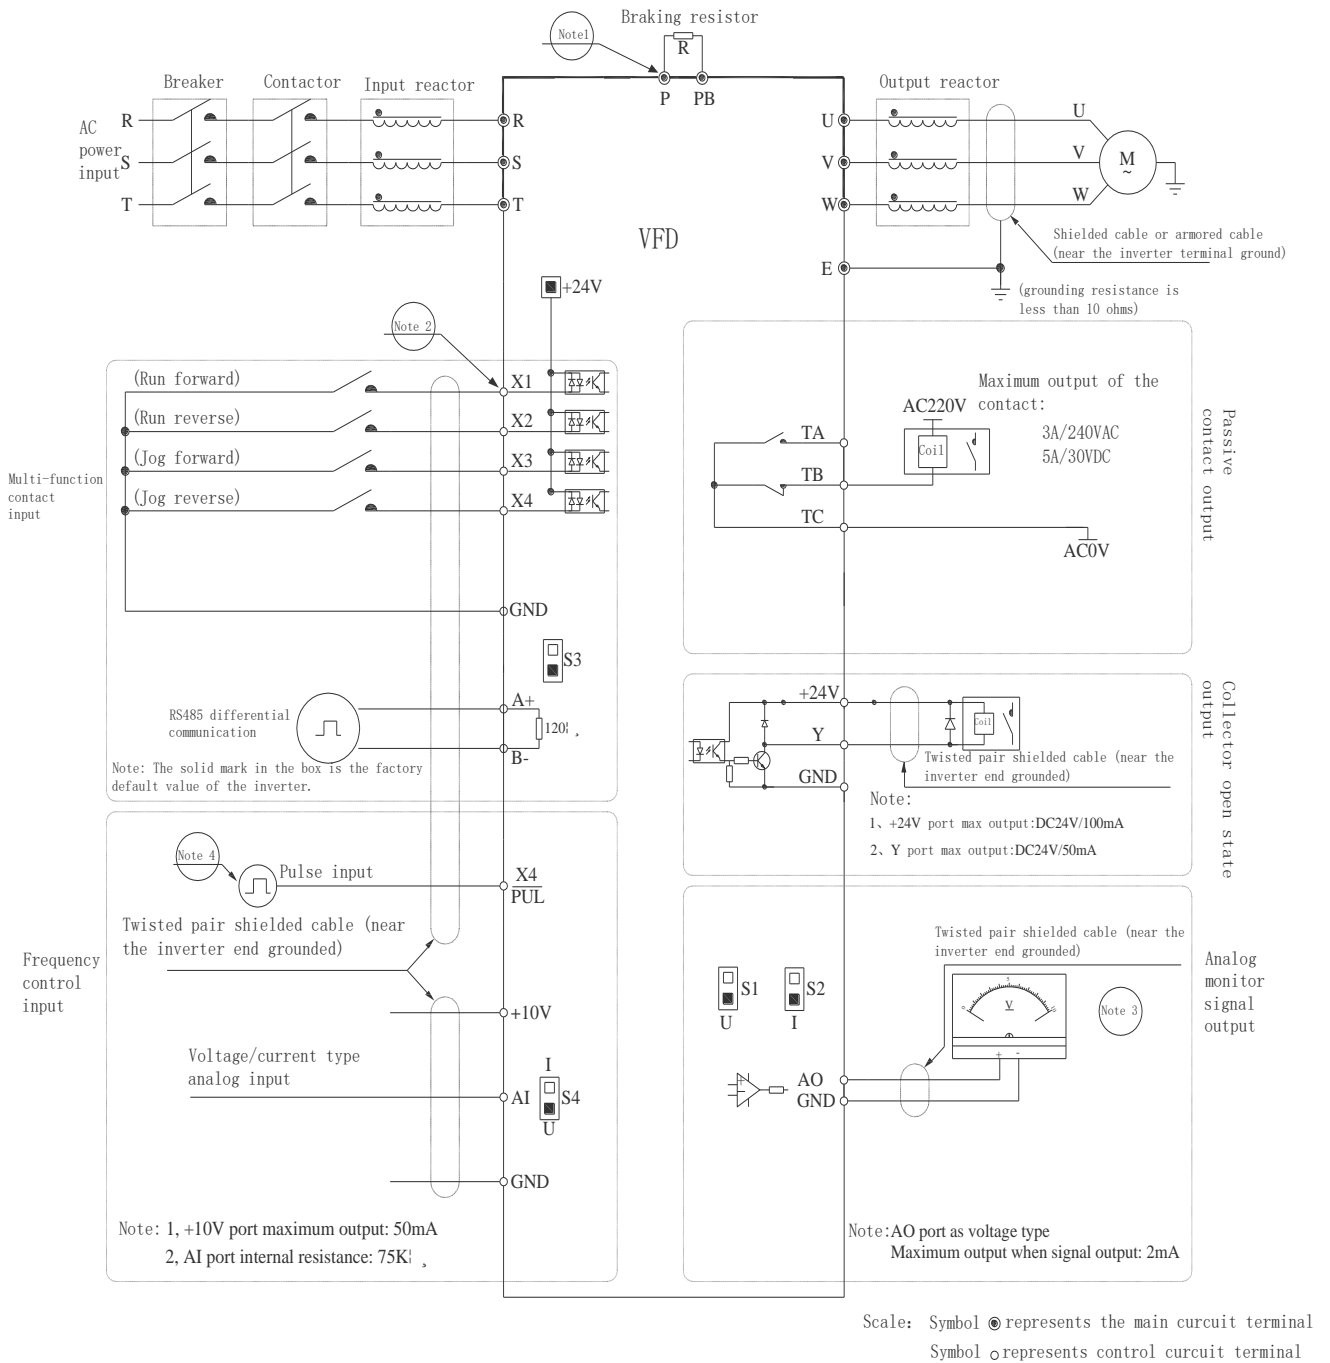 Braking resistor
Note1
R
P
PB
Breaker
Contactor
Input reactor
Output reactor
AC
power
input
R
S
T
R
S
T
U
V
W
U
V
W
M
~
VFD
E
Shielded cable or armored cable
(near the inverter terminal ground)
(grounding resistance is
less than 10 ohms)
+24V
Note 2
Multi-function
contact
input
(Run forward)
(Run reverse)
(Jog forward)
(Jog reverse)
X1
X2
X3
X4
GND
S3
RS485 differential
communication
A+
B-
120¦ 。
Note: The solid mark in the box is the factory
default value of the inverter.
Passive
contact output
Maximum output of the
contact:
3A/240VAC
5A/30VDC
AC220V
Coil
TA
TB
TC
AC0V
Collector open state
output
+24V
Y
GND
Coil
Twisted pair shielded cable (near the
inverter end grounded)
Note:
1、+24V port max output:DC24V/100mA
2、Y port max output:DC24V/50mA
Frequency
control
input
Note 4
Pulse input
X4
PUL
Twisted pair shielded cable (near
the inverter end grounded)
+10V
Voltage/current type
analog input
AI
I
S4
U
GND
Note: 1, +10V port maximum output: 50mA
2, AI port internal resistance: 75K¦ 。
Analog
monitor
signal
output
Twisted pair shielded cable (near the
inverter end grounded)
S1
U
S2
I
0
5
10
V
+ -
Note 3
AO
GND
Note:AO port as voltage type
Maximum output when signal output: 2mA
Scale: Symbol represents the main curcuit terminal
Symbol represents control curcuit terminal